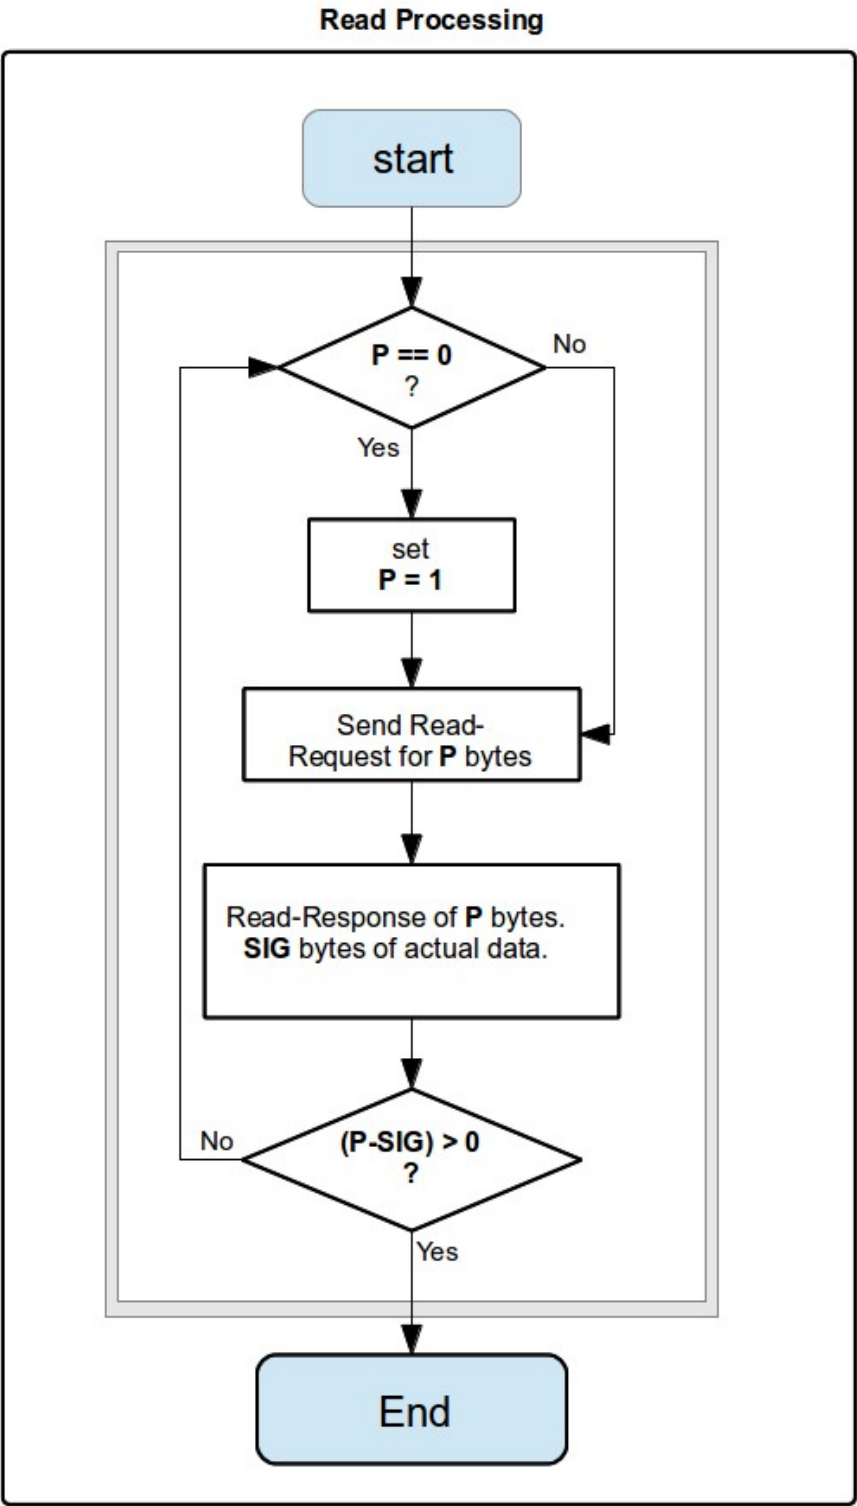 Read Processing
start
P == 0
?
No
Yes
set
P = 1
Send Read-
Request for P bytes
Read-Response of P bytes.
SIG bytes of actual data.
(P-SIG) > 0
?
No
Yes
End